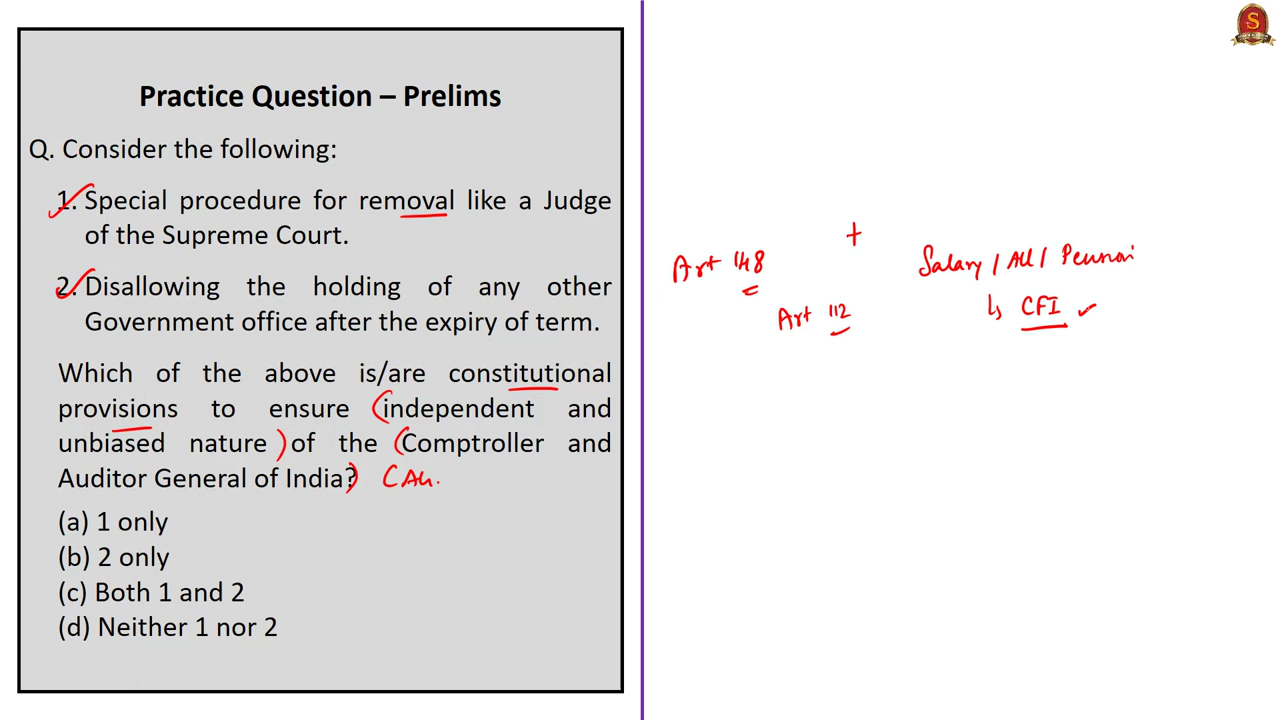 Practice Question – Prelims
Q. Consider the following:
1. Special procedure for removal like a Judge
of the Supreme Court.
2. Disallowing the holding of any other
Government office after the expiry of term.
Which of the above is/are constitutional
provisions to ensure (independent and
unbiased nature) of the (Comptroller and
Auditor General of India?) CAG.
(a) 1 only
(b) 2 only
(c) Both 1 and 2
(d) Neither 1 nor 2
S
Art 148 + Salary / All / Pension
Art 112 ↳ CFI ✓